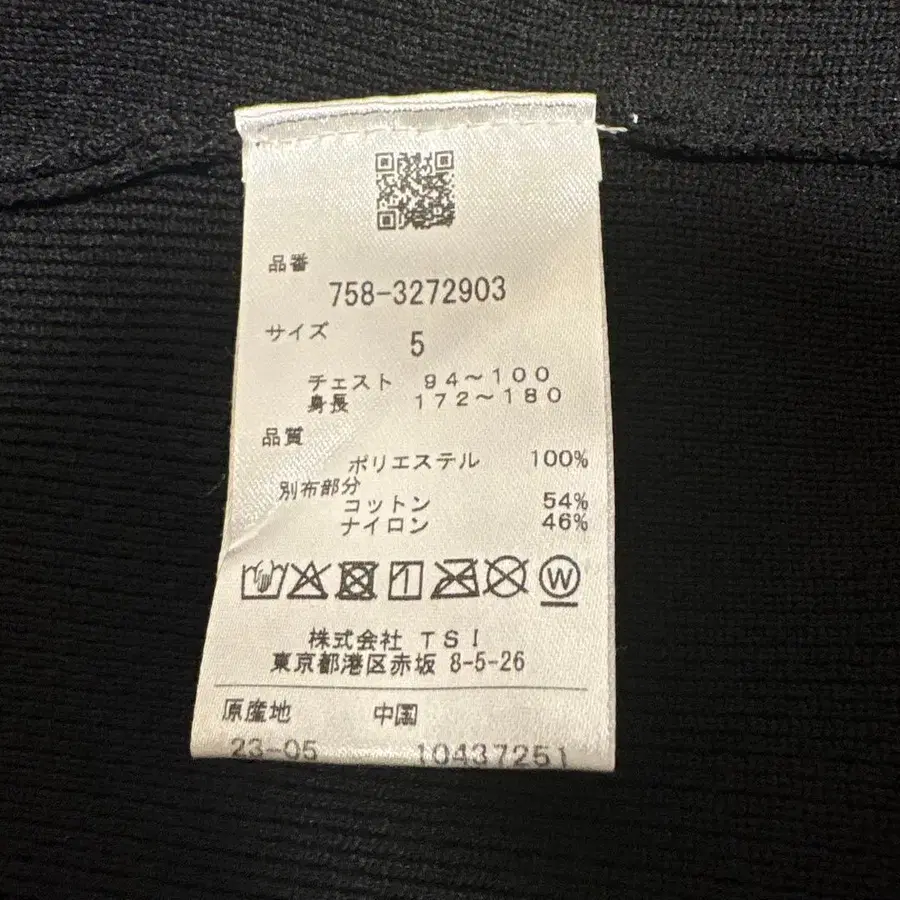 品番
758-3272903
サイズ
5
チェスト 94～100
身長 172～180
品質
ポリエステル 100%
別布部分
コットン 54%
ナイロン 46%
W
株式会社 TSI
東京都港区赤坂 8-5-26
原産地 中国
23-05 10437251